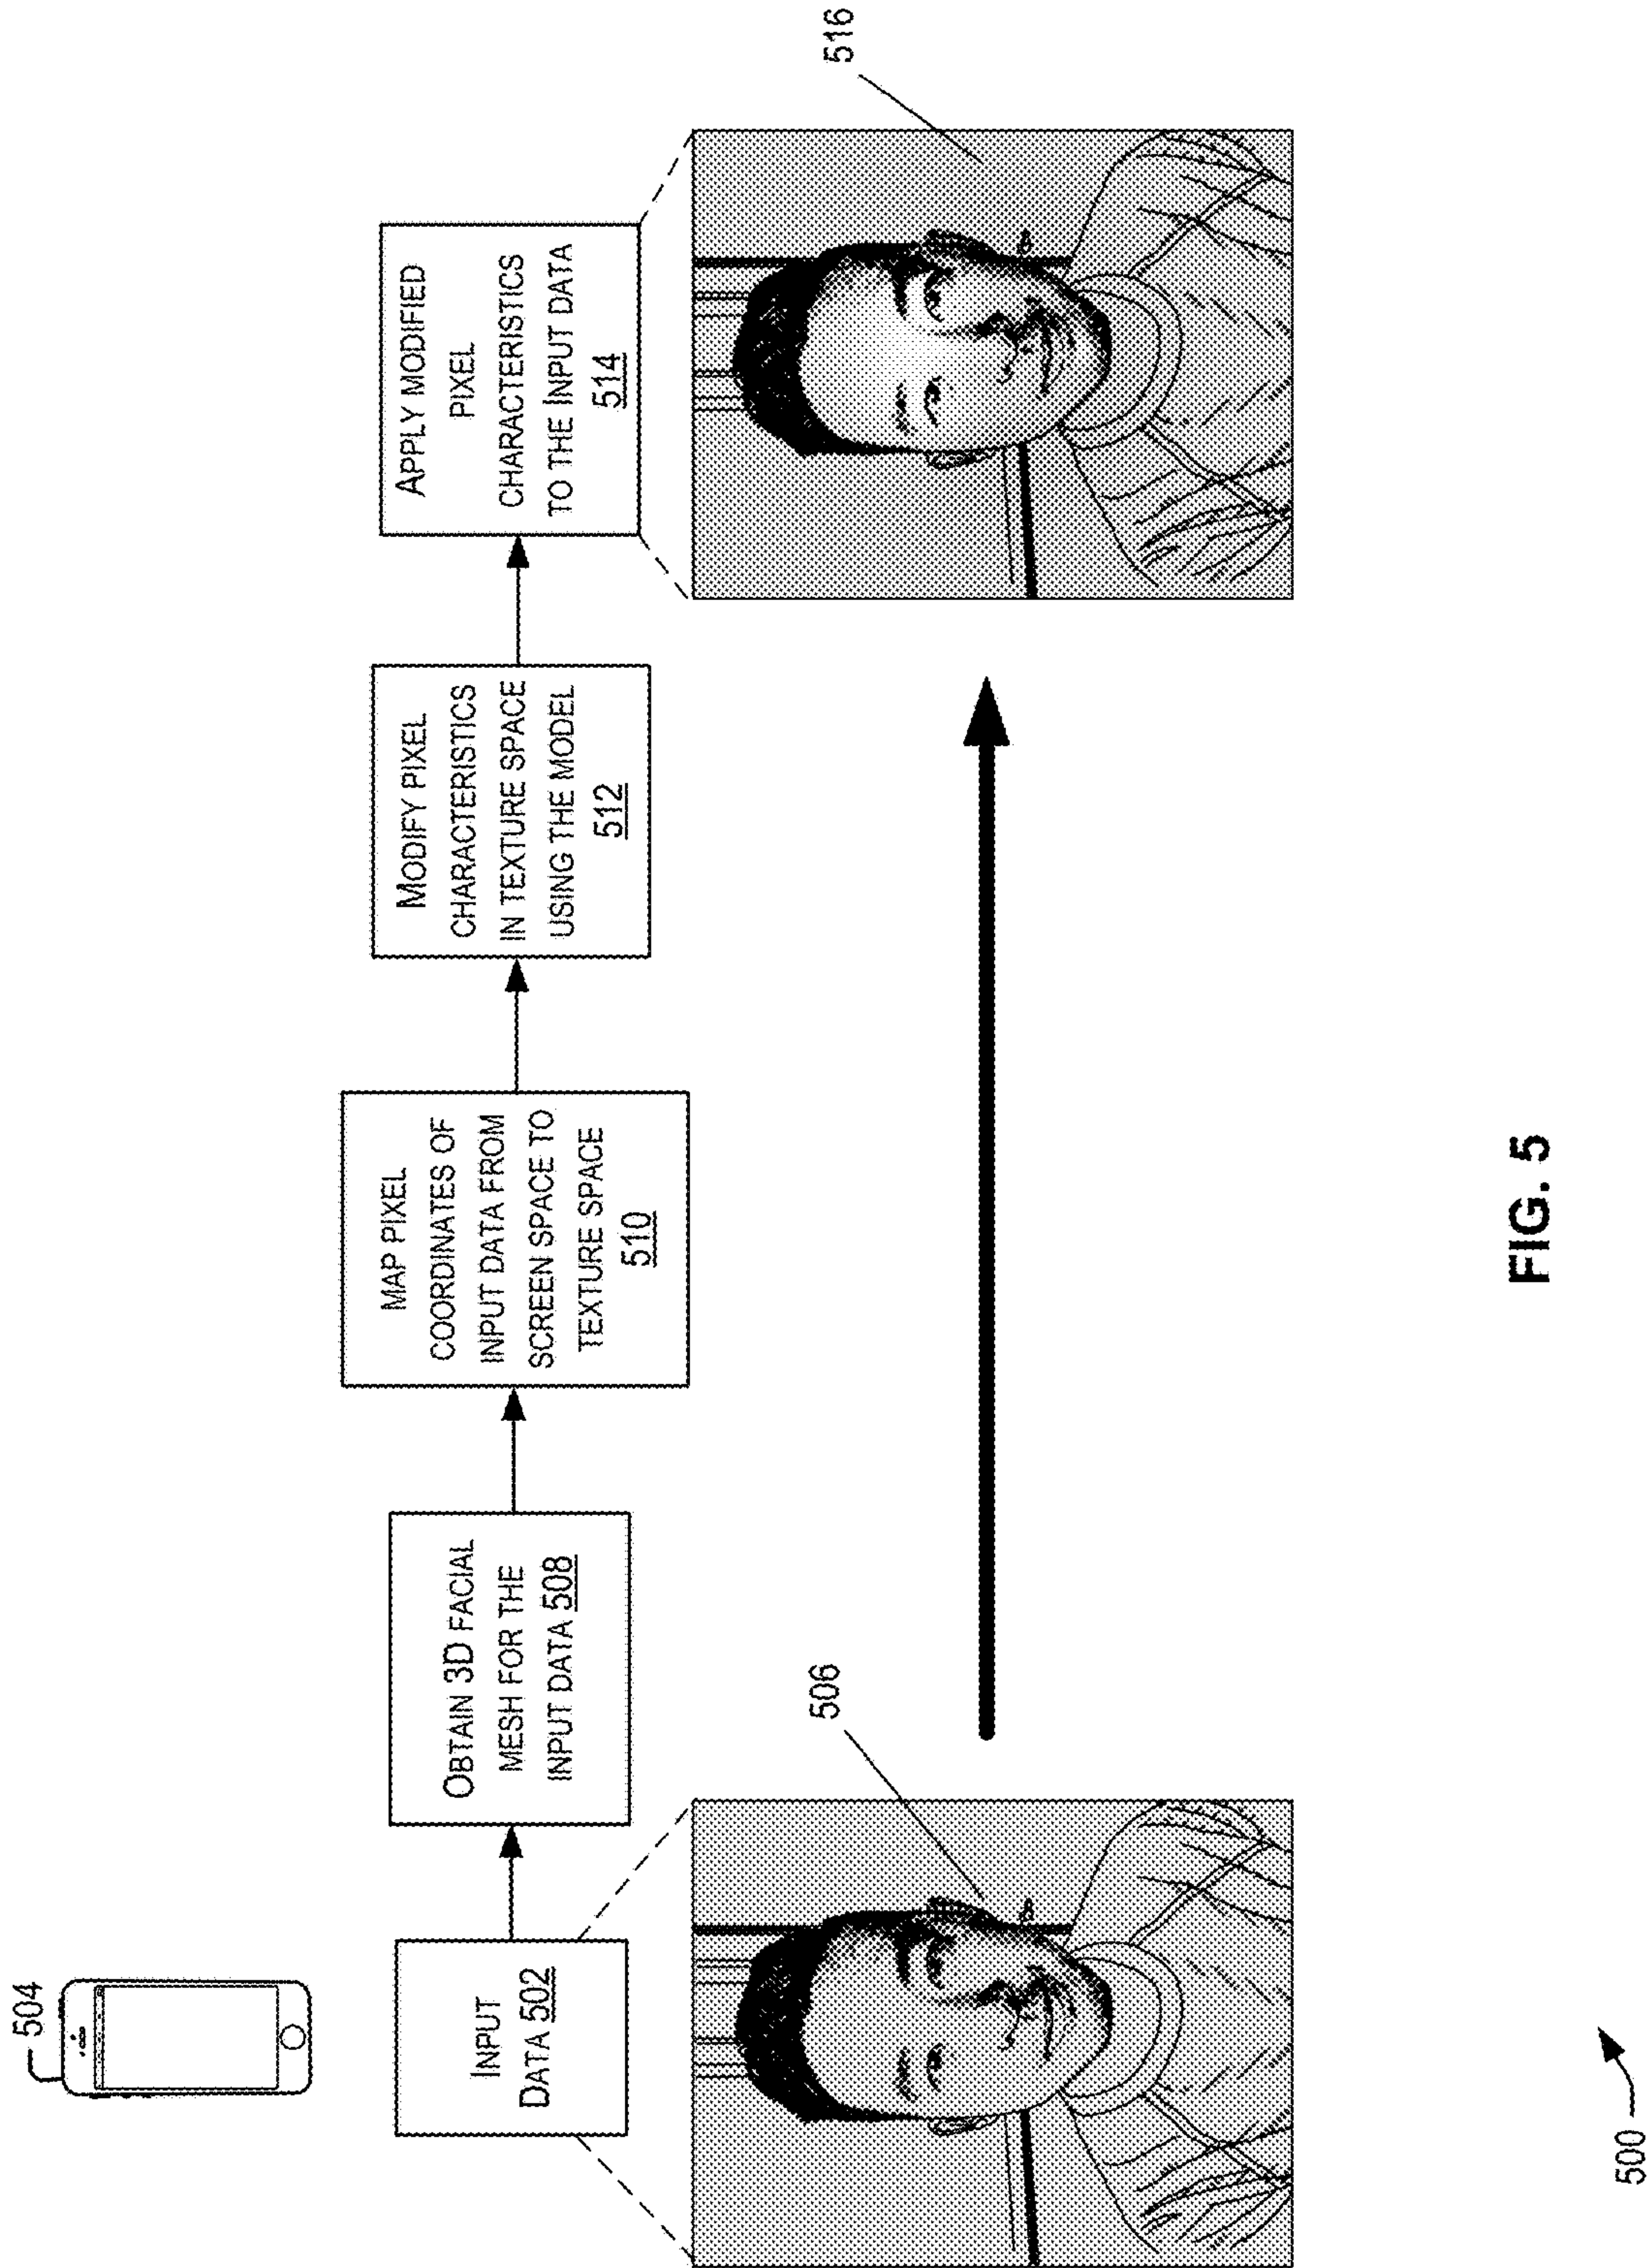 504
INPUT
DATA 502
OBTAIN 3D FACIAL
MESH FOR THE
INPUT DATA 508
MAP PIXEL
COORDINATES OF
INPUT DATA FROM
SCREEN SPACE TO
TEXTURE SPACE
510
MODIFY PIXEL
CHARACTERISTICS
IN TEXTURE SPACE
USING THE MODEL
512
APPLY MODIFIED
PIXEL
CHARACTERISTICS
TO THE INPUT DATA
514
506
516
500
FIG. 5